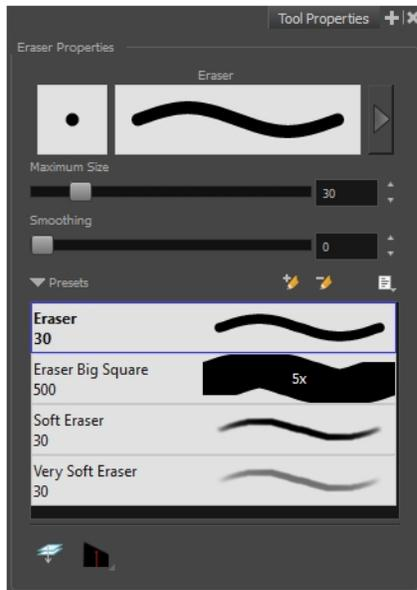 Tool Properties
Eraser Properties
Eraser
Maximum Size
30
Smoothing
0
Presets
Eraser
30
Eraser Big Square
500
5x
Soft Eraser
30
Very Soft Eraser
30